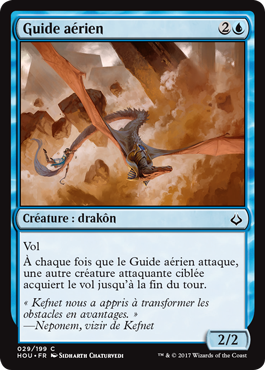 Guide aérien 2
Créature : drakôn
Vol
À chaque fois que le Guide aérien attaque,
une autre créature attaquante ciblée
acquiert le vol jusqu'à la fin du tour.
« Kefnet nous a appris à transformer les
obstacles en avantages. »
—Neponem, vizir de Kefnet
2/2
029/199 C
HOU • FR Sidharth Chaturvedi
™ & © 2017 Wizards of the Coast